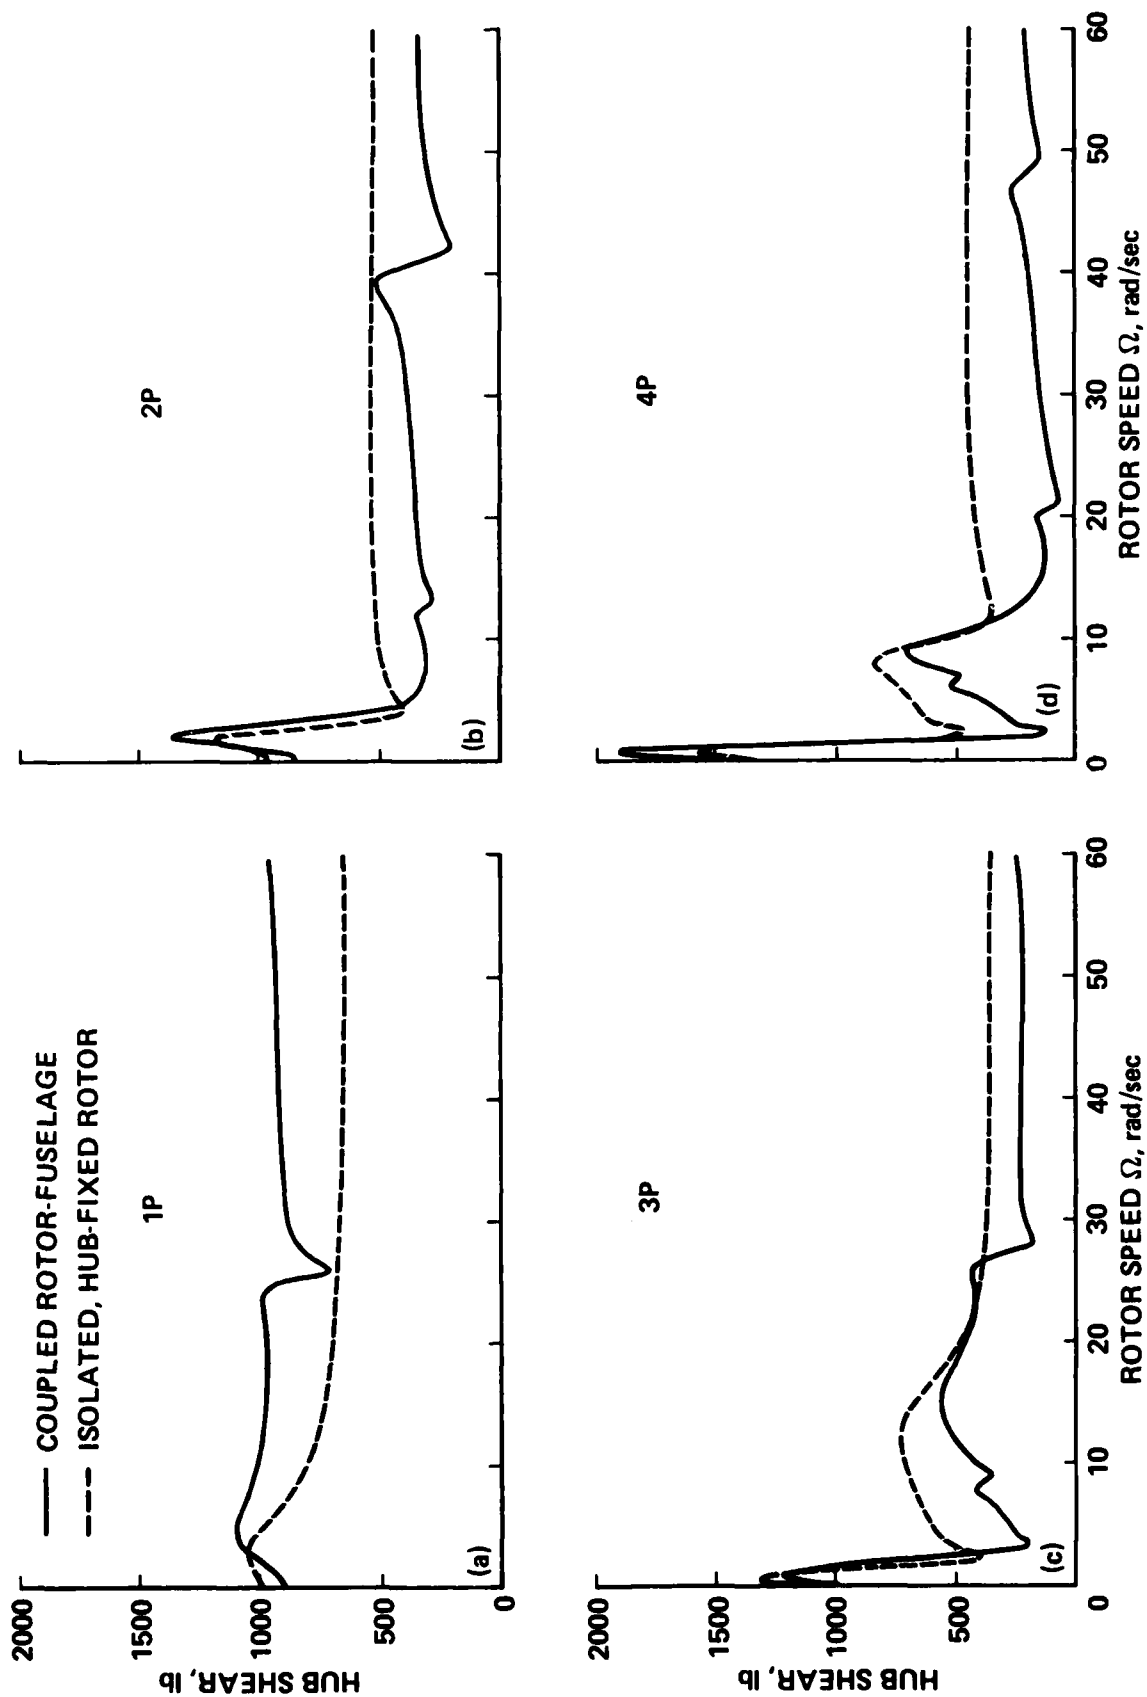 COUPLED ROTOR-FUSELAGE
ISOLATED, HUB-FIXED ROTOR
2000
1500
1000
500
0
HUB SHEAR, lb
1P
(a)
2P
(b)
2000
1500
1000
500
0
HUB SHEAR, lb
3P
(c)
10 20 30 40 50 60
ROTOR SPEED Ω, rad/sec
4P
(d)
0 10 20 30 40 50 60
ROTOR SPEED Ω, rad/sec